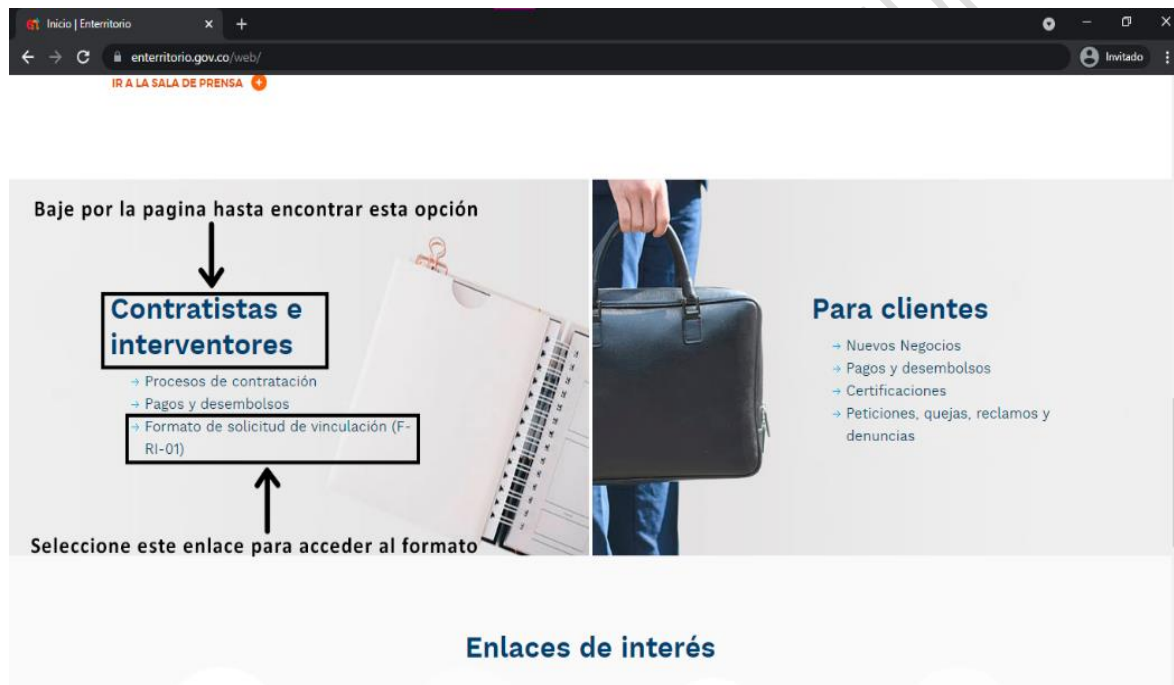 Inicio | Enterritorio
enterritorio.gov.co/web/
Invitado
IR A LA SALA DE PRENSA
Baje por la pagina hasta encontrar esta opción
Contratistas e
interventores
→ Procesos de contratación
→ Pagos y desembolsos
→ Formato de solicitud de vinculación (F-
RI-01)
Seleccione este enlace para acceder al formato
Para clientes
→ Nuevos Negocios
→ Pagos y desembolsos
→ Certificaciones
→ Peticiones, quejas, reclamos y
denuncias
Enlaces de interés